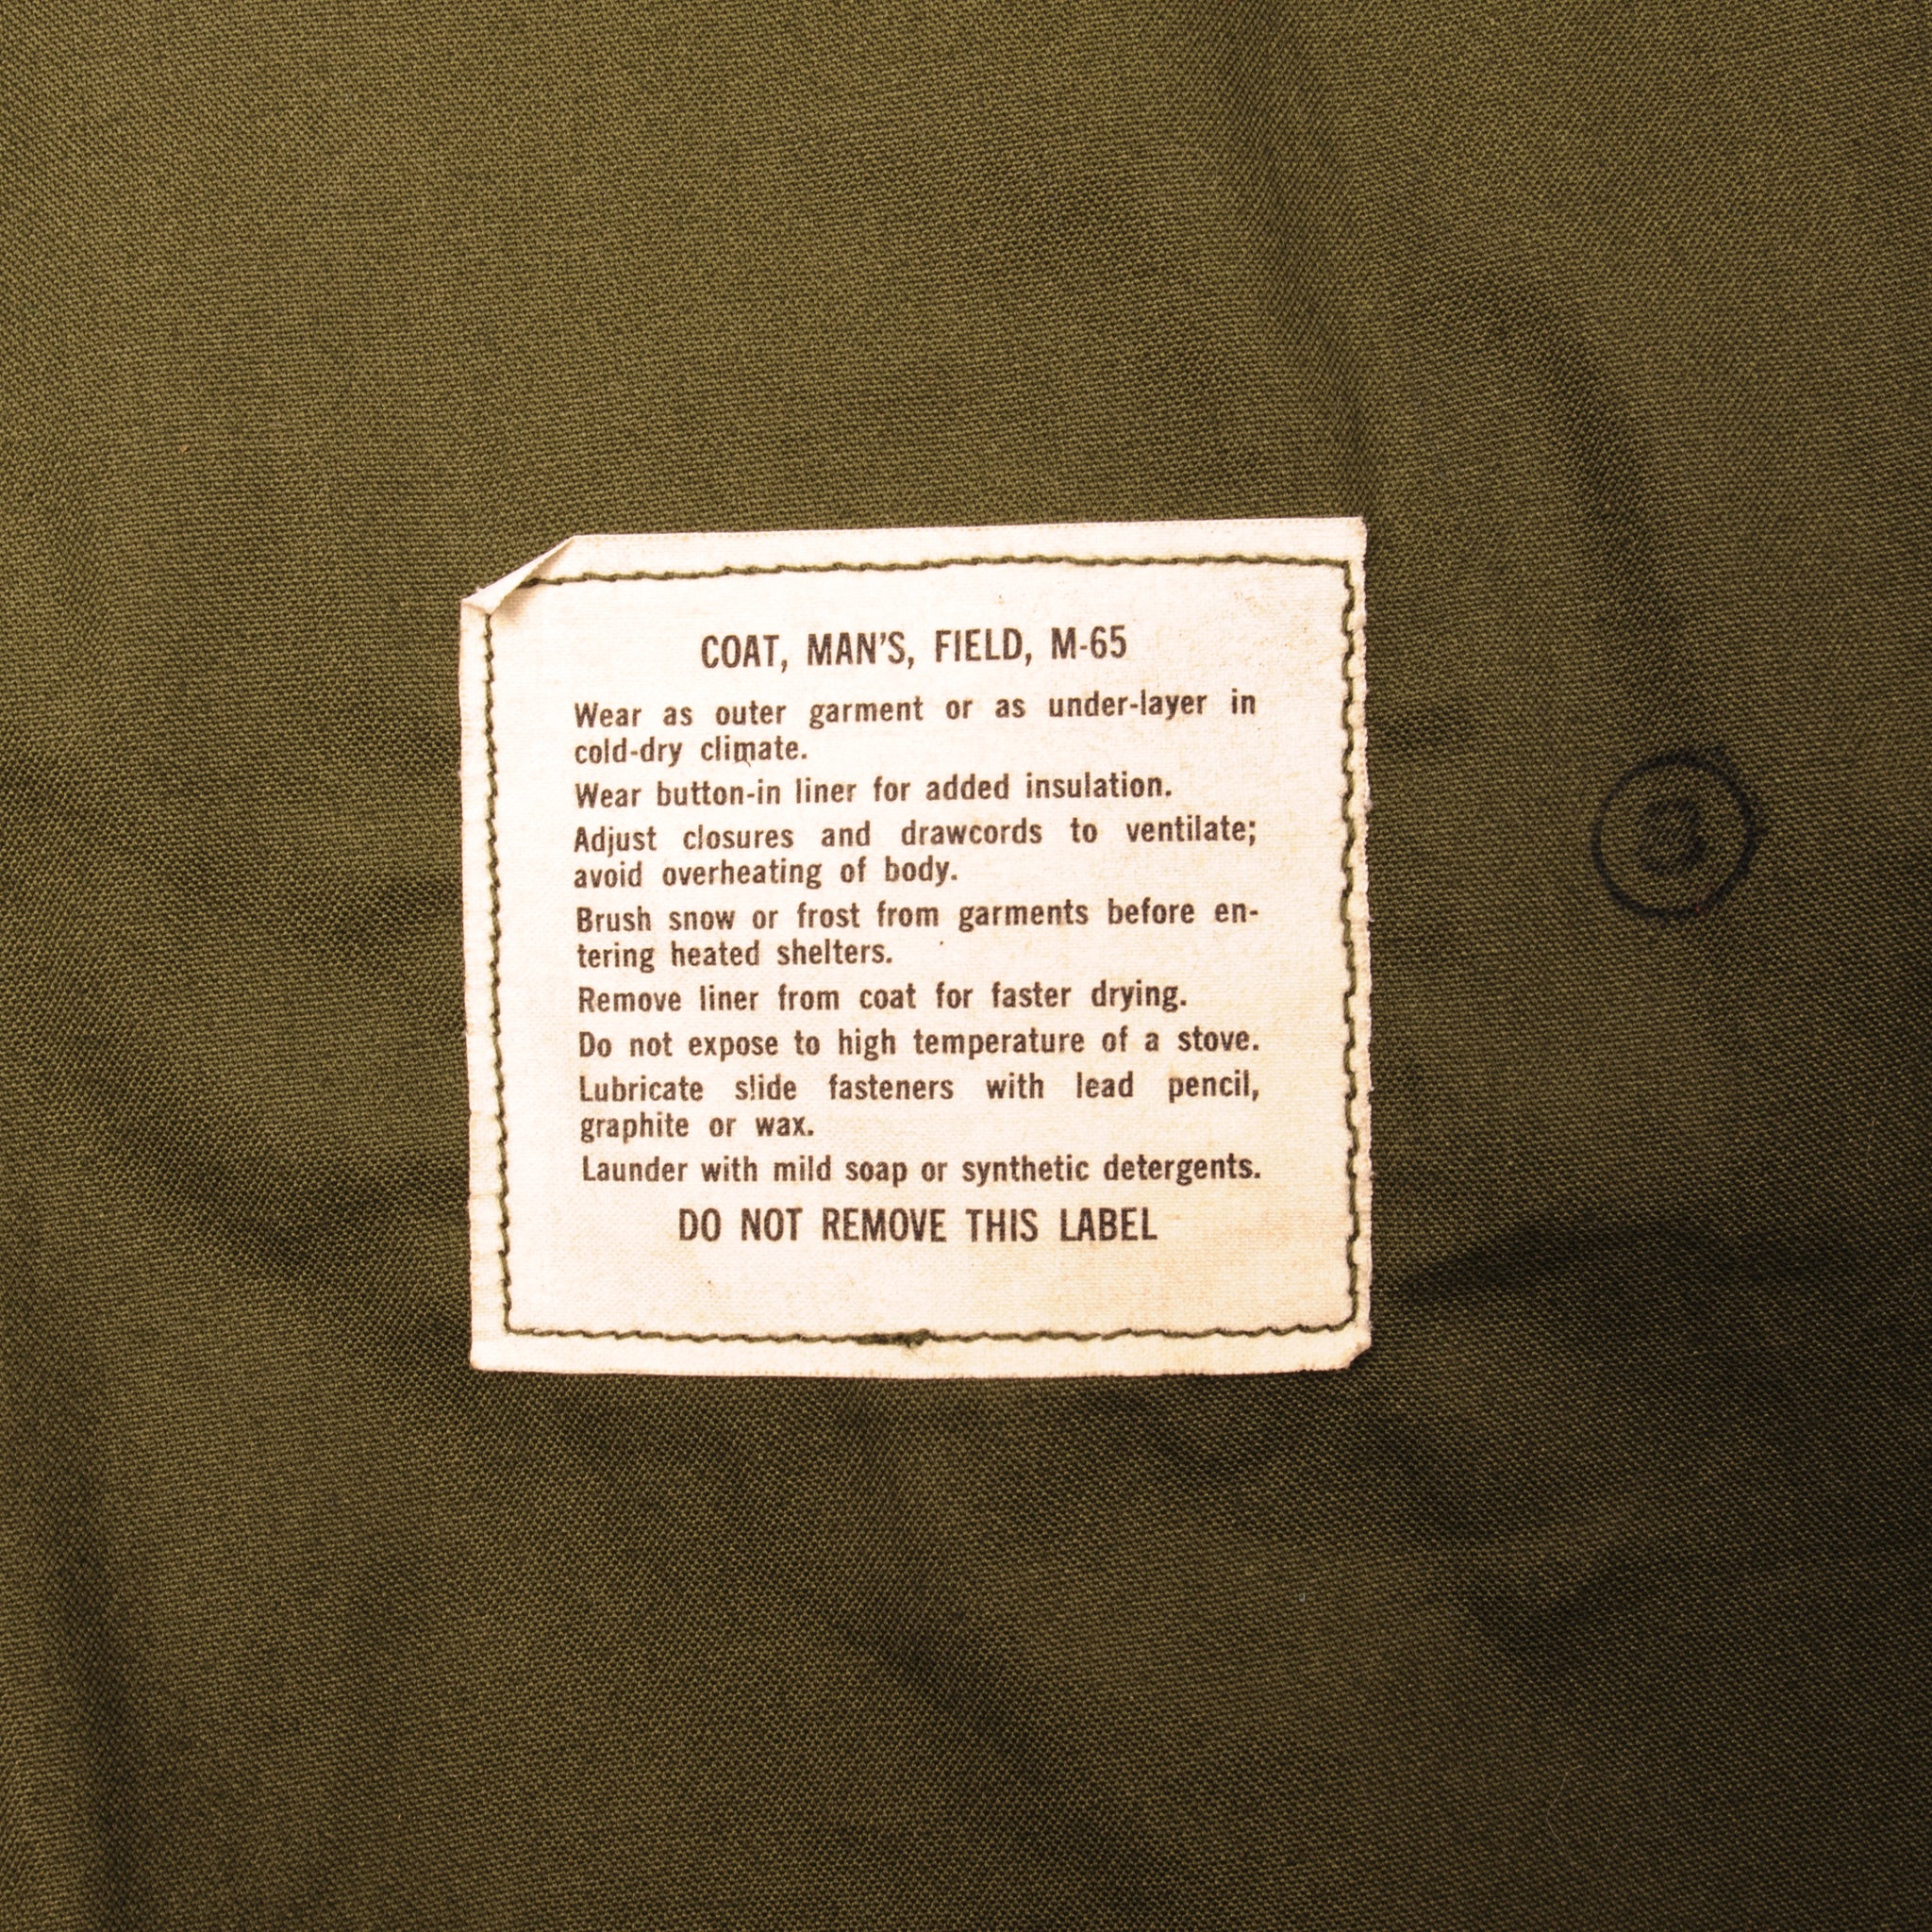 COAT, MAN'S, FIELD, M-65
Wear as outer garment or as under-layer in
cold-dry climate.
Wear button-in liner for added insulation.
Adjust closures and drawcords to ventilate;
avoid overheating of body.
Brush snow or frost from garments before en-
tering heated shelters.
Remove liner from coat for faster drying.
Do not expose to high temperature of a stove.
Lubricate slide fasteners with lead pencil,
graphite or wax.
Launder with mild soap or synthetic detergents.
DO NOT REMOVE THIS LABEL